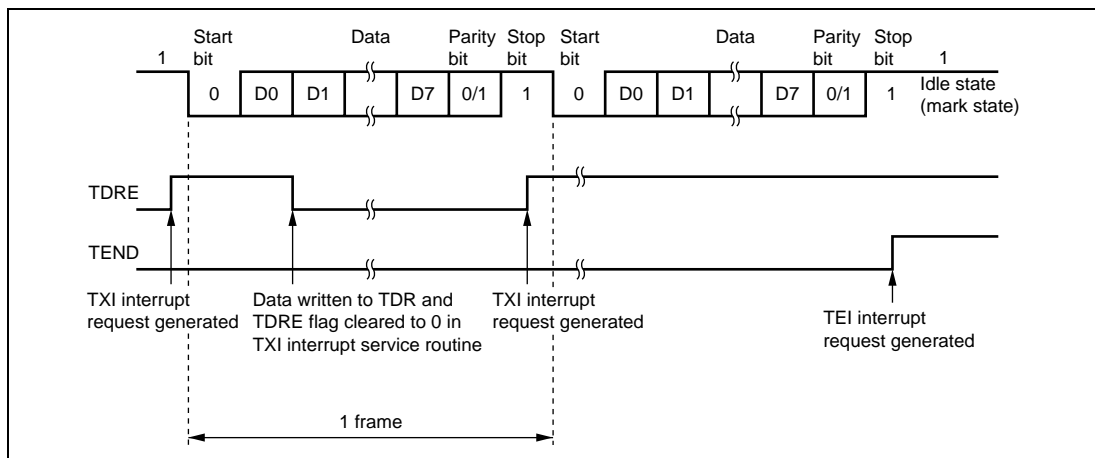 1
Start
bit
Data
Parity
bit
Stop
bit
Start
bit
Data
Parity
bit
Stop
bit
1
0 D0 D1 D7 0/1 1 0 D0 D1 D7 0/1 1
Idle state
(mark state)
TDRE
TEND
TXI interrupt
request generated
Data written to TDR and
TDRE flag cleared to 0 in
TXI interrupt service routine
TXI interrupt
request generated
TEI interrupt
request generated
1 frame